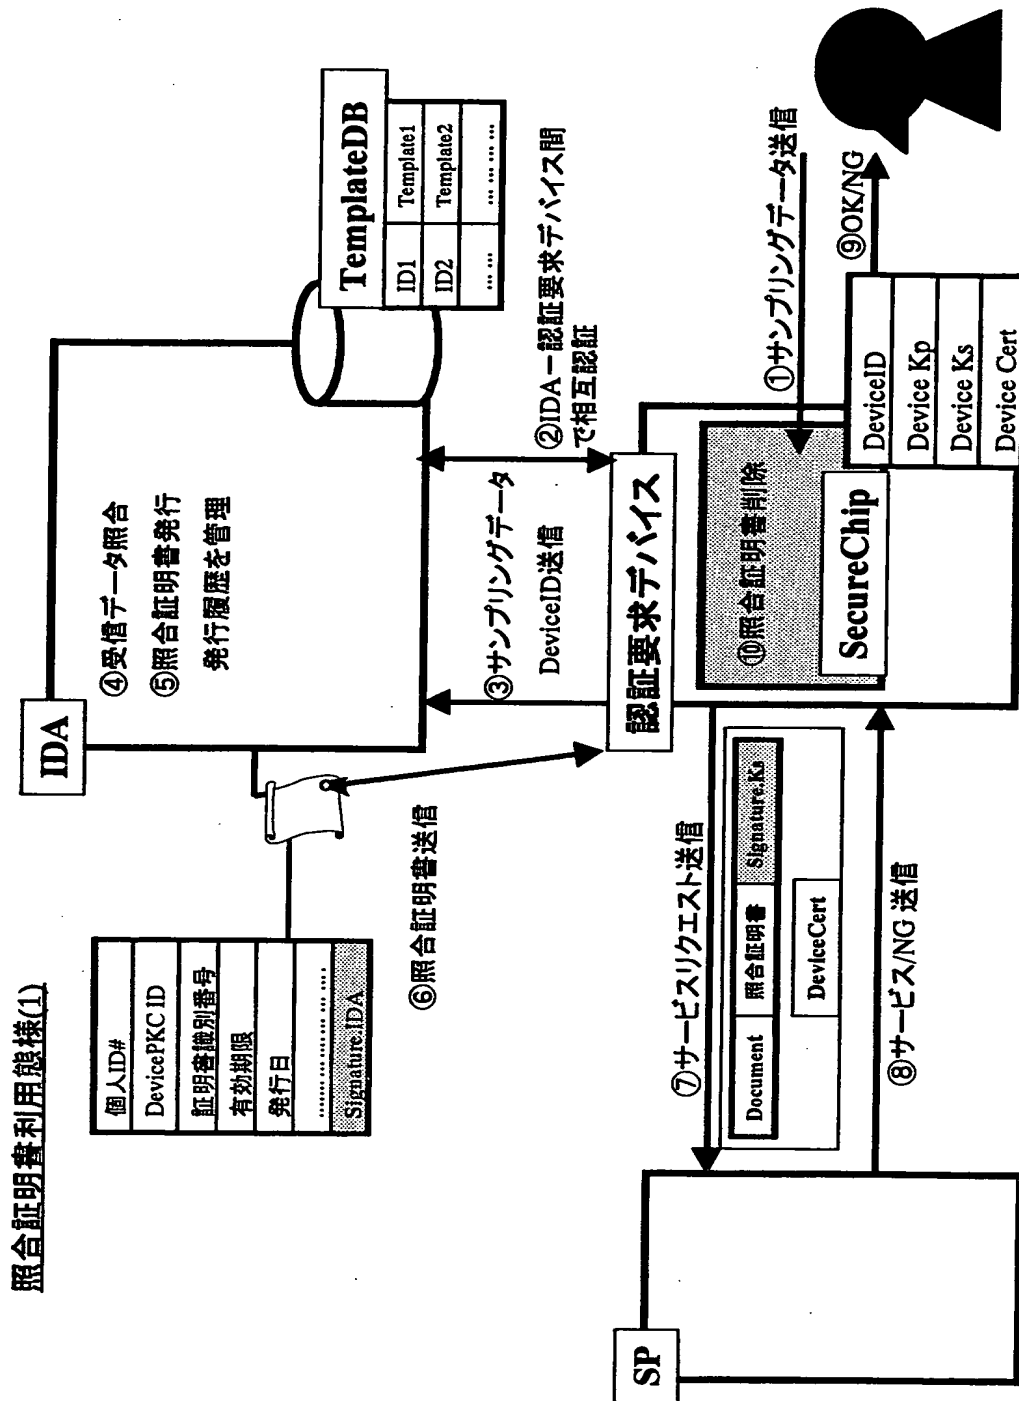 照合証明書利用態様(1)
IDA
④受信データ照合
⑤照合証明書発行
発行履歴を管理
TemplateDB
ID1 Template1
ID2 Template2
…… ………
個人ID#
DevicePKC ID
証明書識別番号
有効期限
発行日
………………
Signature.IDA
⑥照合証明書送信
③サンプリングデータ
DeviceID送信
②IDAー認証要求デバイス間
で相互認証
認証要求デバイス
①サンプリングデータ送信
⑨OK/NG
⑩照合証明書削除
SecureChip
DeviceID
Device Kp
Device Ks
Device Cert
⑦サービスリクエスト送信
Document 照合証明書 Signature.Ks
DeviceCert
⑧サービス/NG 送信
SP